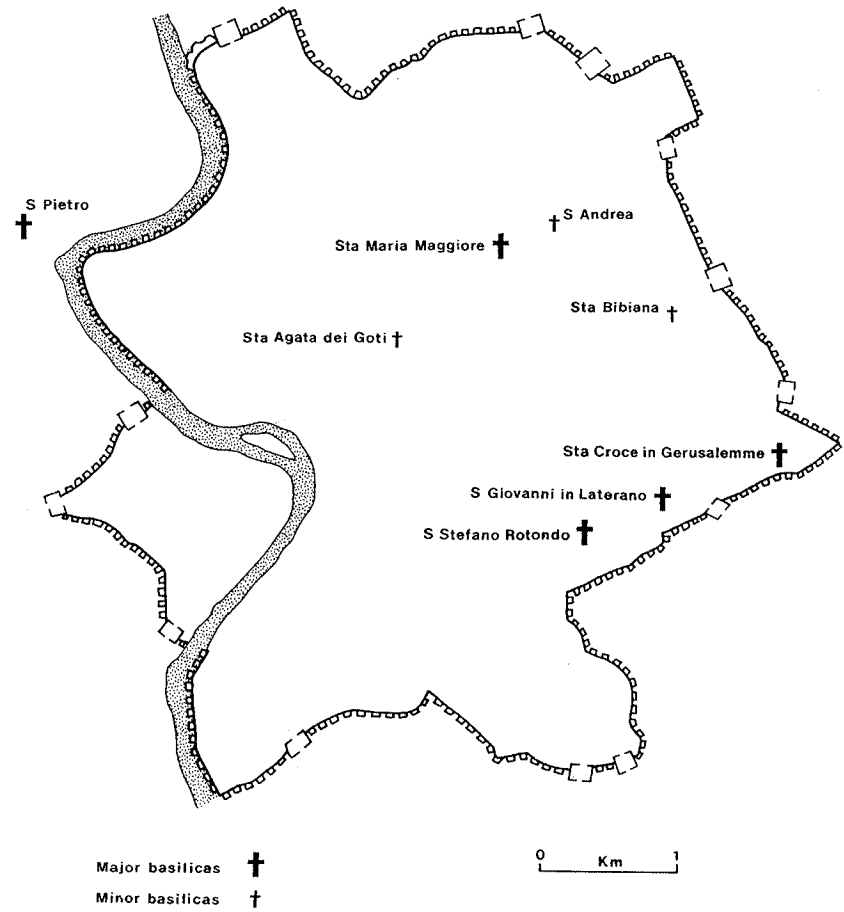 S Pietro
S Andrea
Sta Maria Maggiore
Sta Bibiana
Sta Agata dei Goti
Sta Croce in Gerusalemme
S Giovanni in Laterano
S Stefano Rotondo
0 Km 1
Major basilicas
Minor basilicas